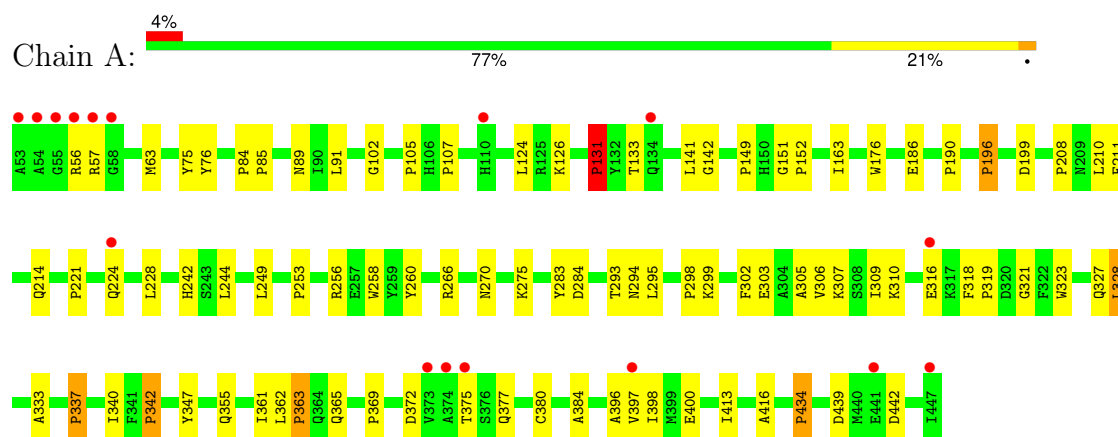 4%
Chain A:
77% 21% •
A53 A54 G55 R56 R57 G58 M63 Y75 Y76 P84 P85 N89 I90 L91 G102 P105 H106 P107 H110 L124 R125 K126 P131 Y132 T133 Q134 L141 G142 P149 H150 G151 P152 I163 W176 E186 P190 P196 D199 P208 N209 L210
Q214 P221 Q224 L228 H242 S243 L244 L249 P253 R256 E257 W258 Y259 Y260 R266 N270 K275 Y283 D284 T293 N294 L295 P298 K299 F302 E303 A304 A305 V306 K307 S308 I309 K310 E316 K317 F318 P319 D320 G321 F322 W323 Q327 L328
A333 P337 I340 F341 P342 Y347 Q355 I361 L362 P363 Q364 Q365 P369 D372 V373 A374 T375 S376 Q377 C380 A384 A396 V397 I398 M399 E400 I413 A416 P434 D439 M440 E441 D442 I447